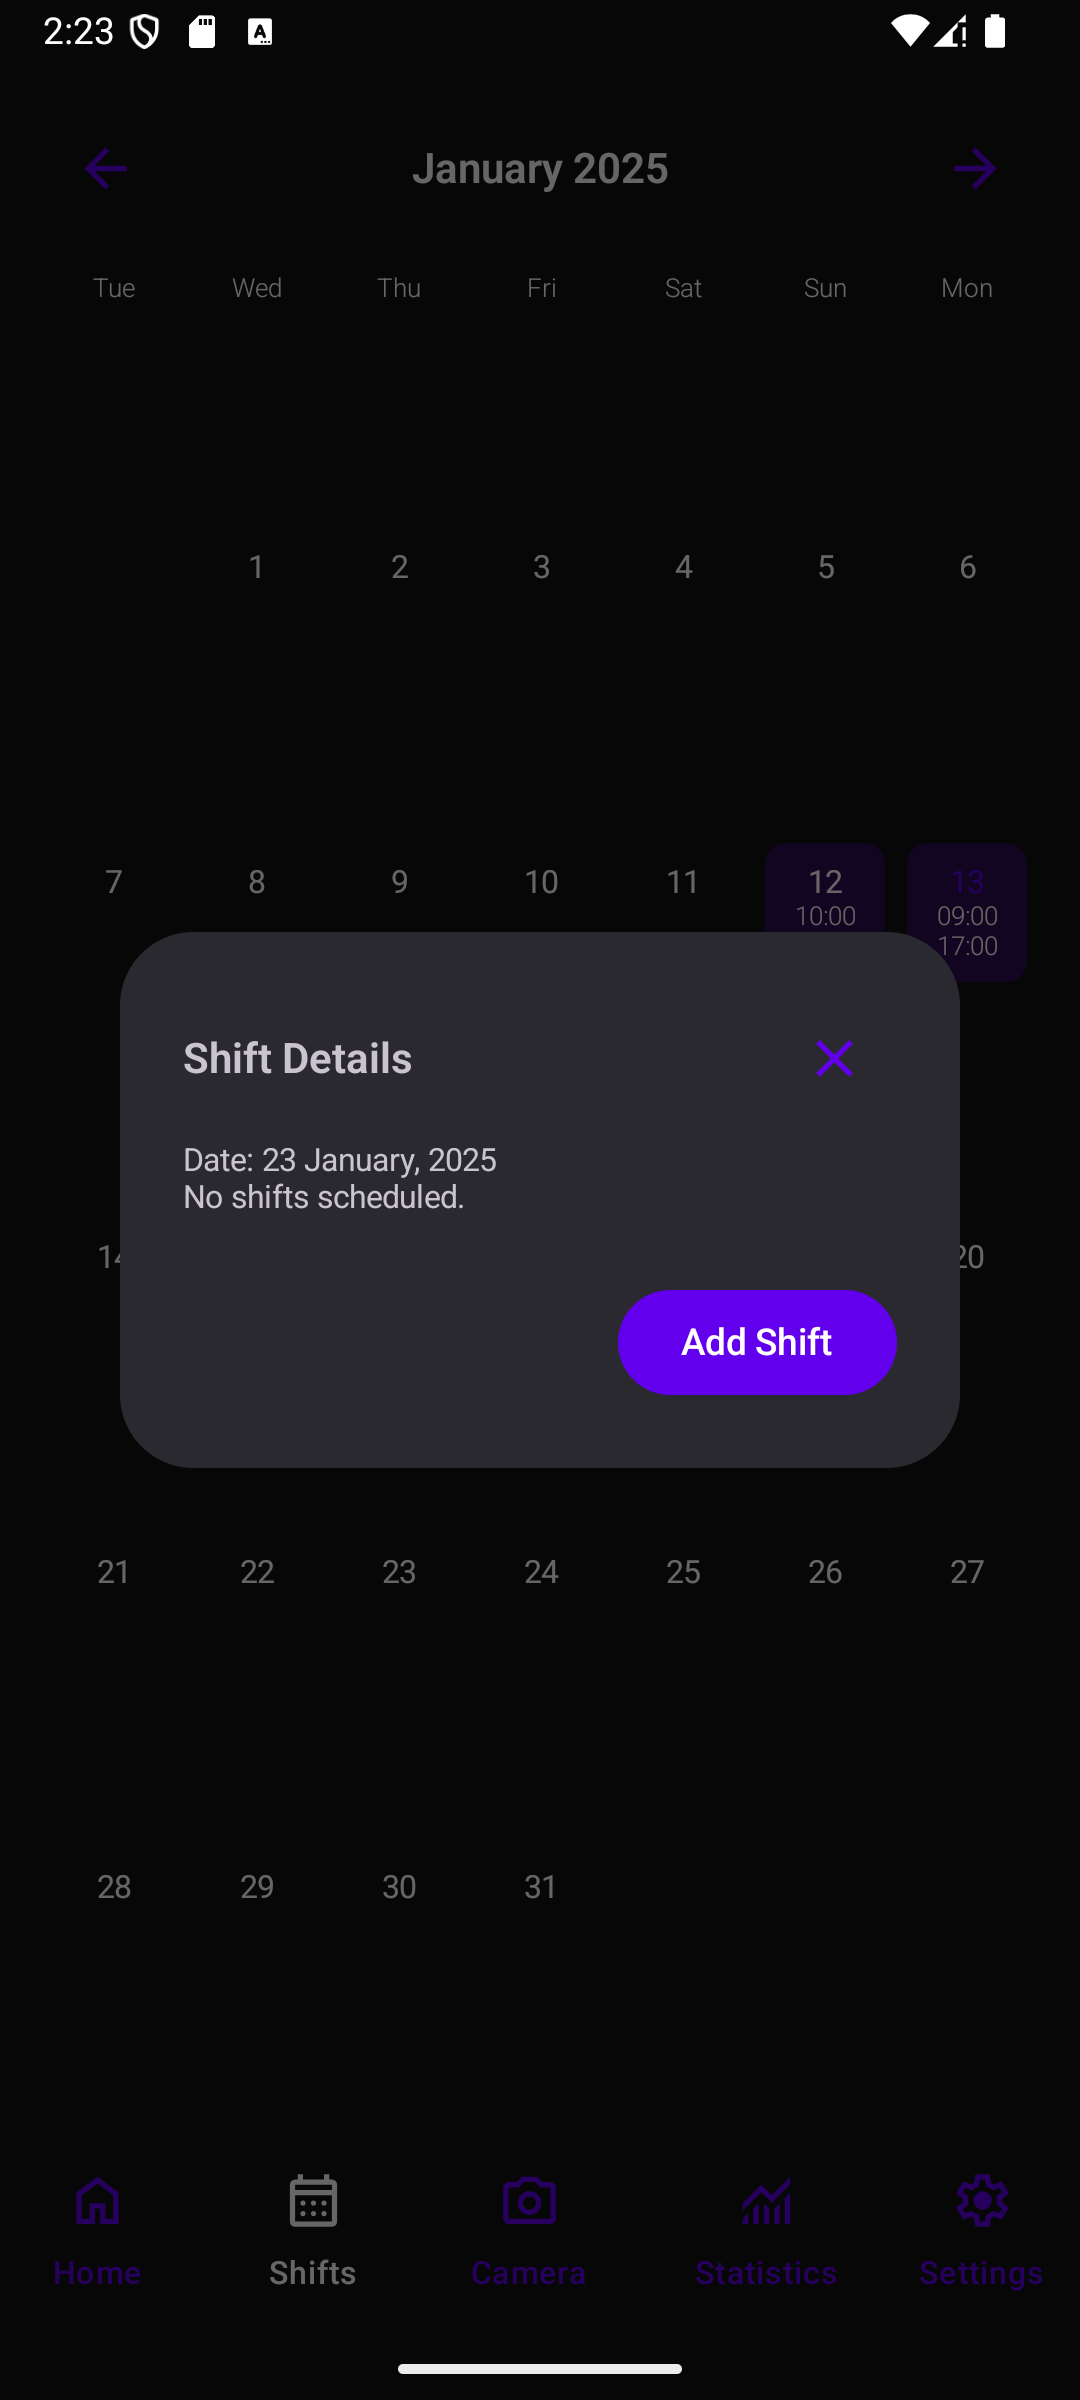 2:23
January 2025
Tue Wed Thu Fri Sat Sun Mon
1 2 3 4 5 6
7 8 9 10 11 12 13
10:00 09:00
17:00
Shift Details
Date: 23 January, 2025
No shifts scheduled.
20
Add Shift
21 22 23 24 25 26 27
28 29 30 31
Home Shifts Camera Statistics Settings